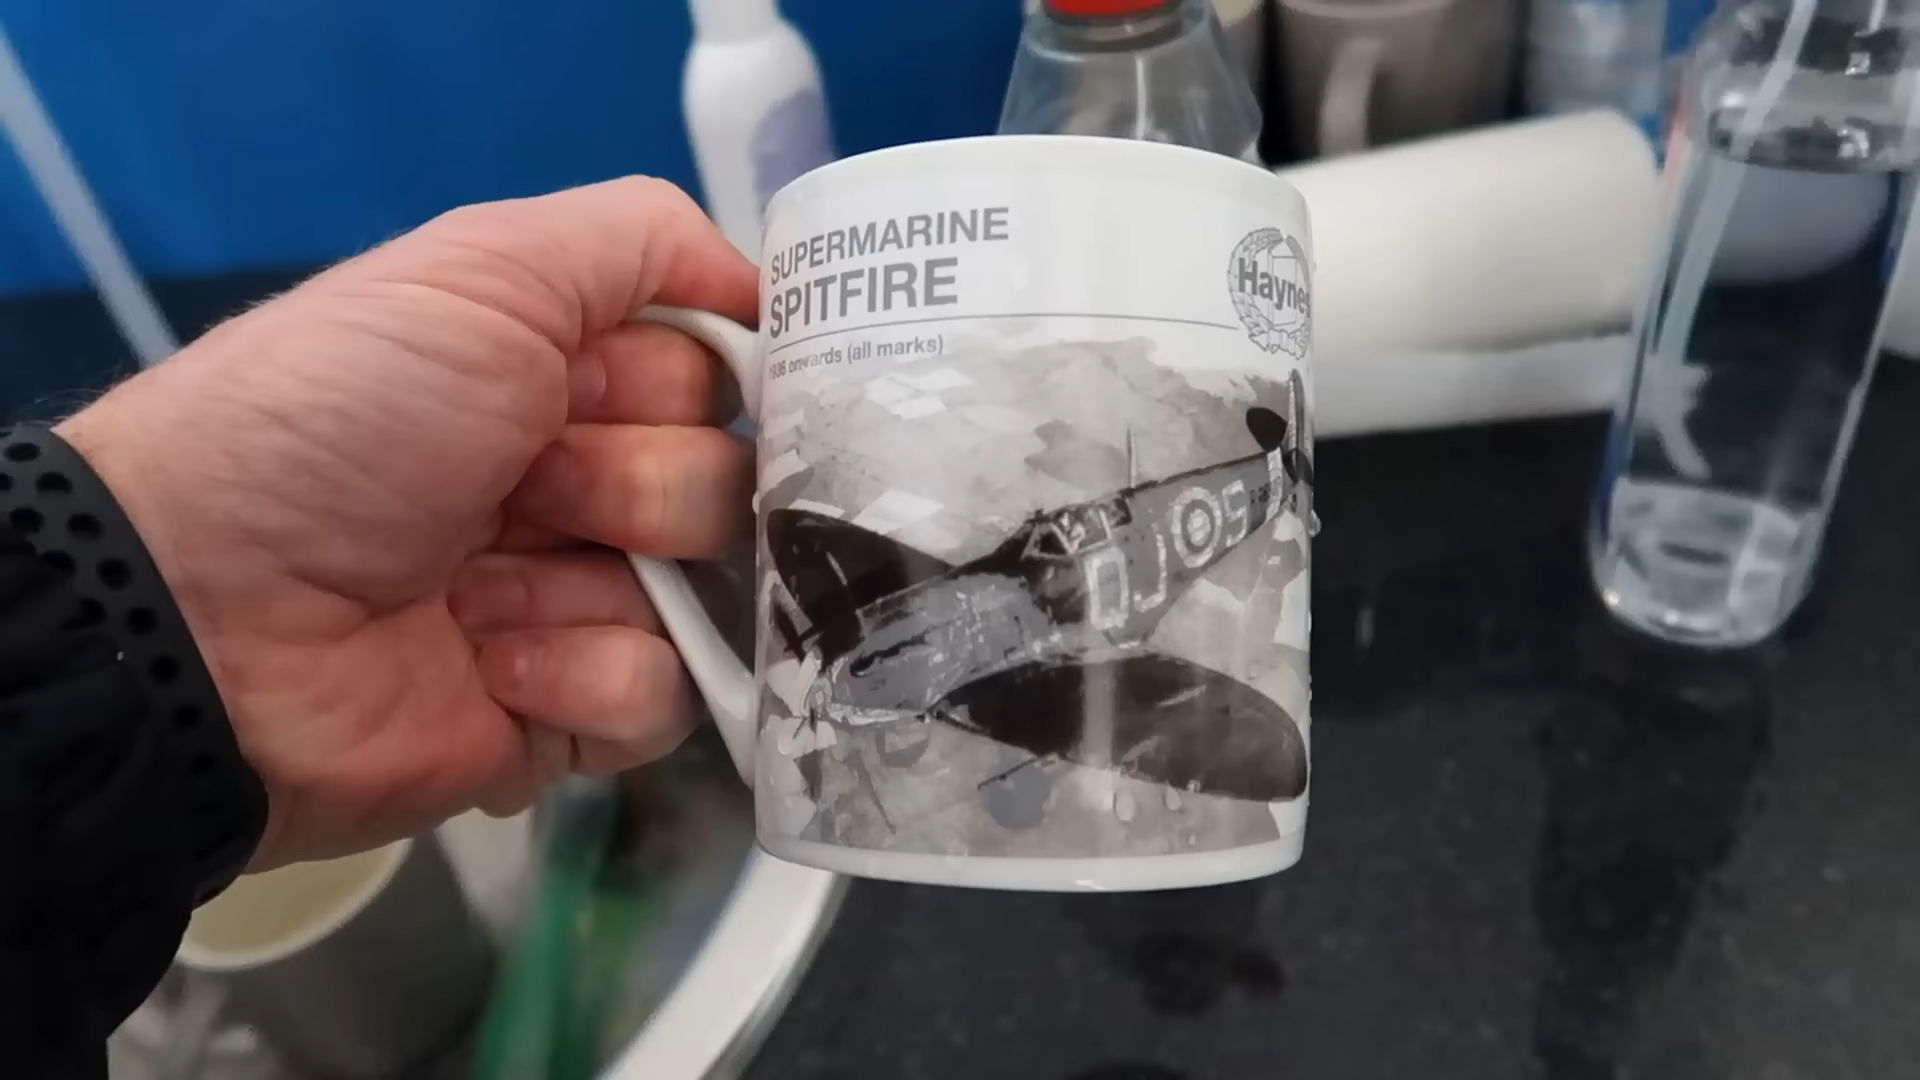 SUPERMARINE
SPITFIRE
Haynes
1936 onwards (all marks)
QJ S